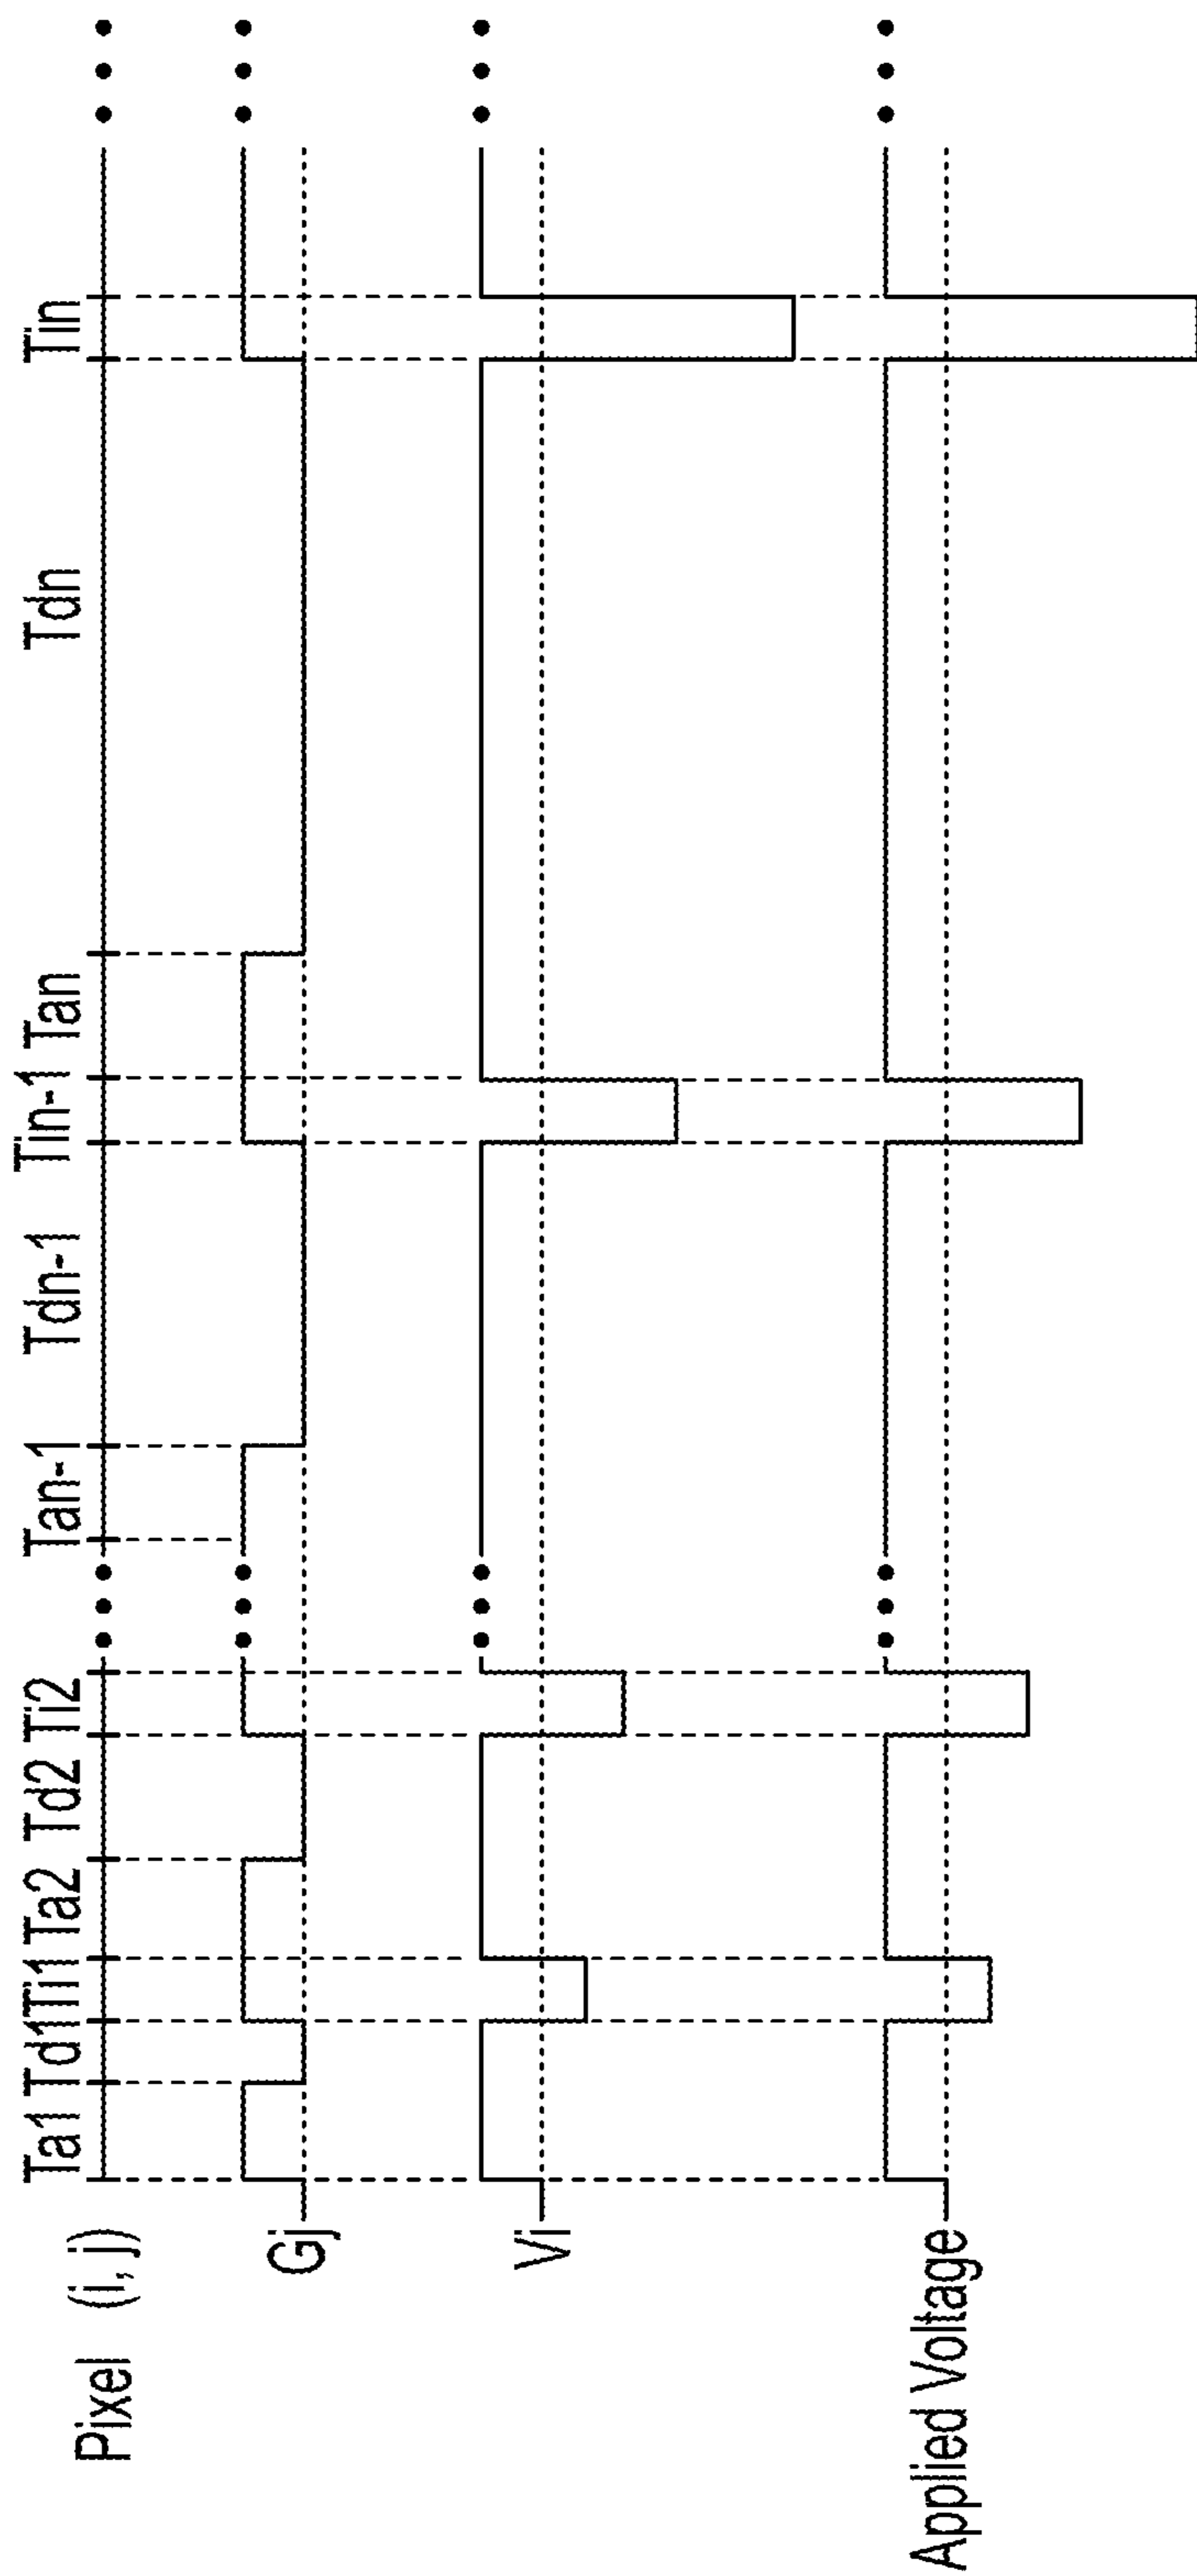 Ta1 Td1 Ti1 Ta2 Td2 Ti2 Tan-1 Tdn-1 Tin-1 Tan Tdn Tin
Pixel (i, j)
Gj
Vi
Applied Voltage